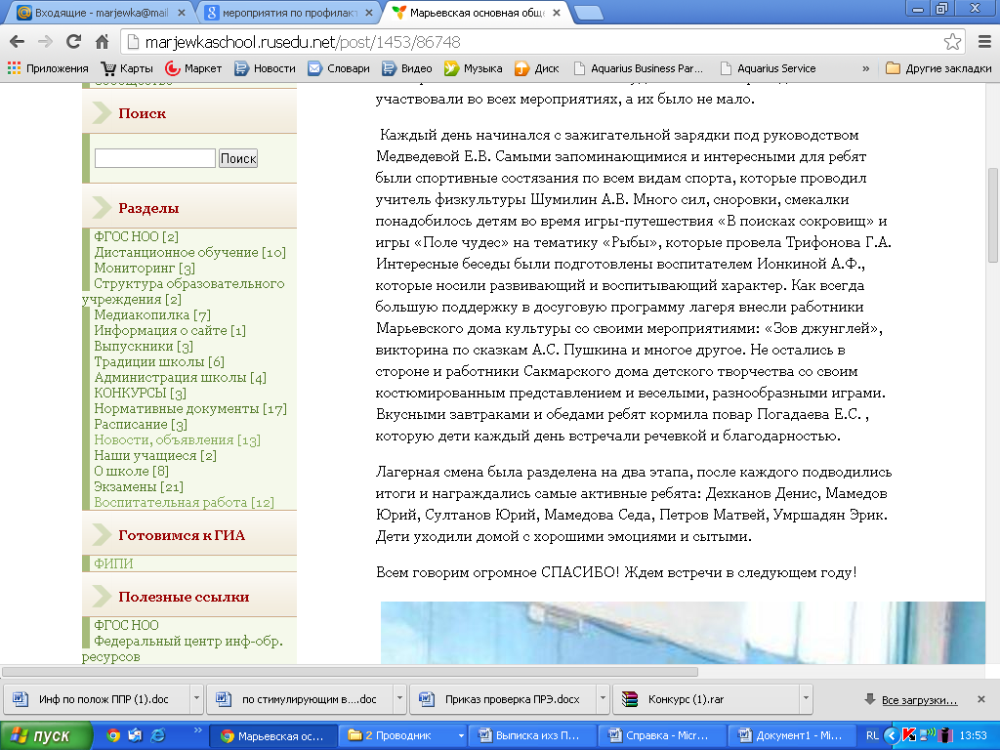 Входящие - marjewka@mail
мероприятия по профилакт
Марьевская основная обще
marjewkaschool.rusedu.net/post/1453/86748
Приложения Карты Маркет Новости Словари Видео Музыка Диск Aquarius Business Par... Aquarius Service » Другие закладки
Поиск
Поиск
Разделы
ФГОС НОО [2]
Дистанционное обучение [10]
Мониторинг [3]
Структура образовательного
учреждения [2]
Медиакопилка [7]
Информация о сайте [1]
Выпускники [3]
Традиции школы [6]
Администрация школы [4]
КОНКУРСЫ [3]
Нормативные документы [17]
Расписание [3]
Новости, объявления [13]
Наши учащиеся [2]
О школе [8]
Экзамены [21]
Воспитательная работа [12]
Готовимся к ГИА
ФИПИ
Полезные ссылки
ФГОС НОО
Федеральный центр инф-обр.
ресурсов
участвовали во всех мероприятиях, а их было не мало.
Каждый день начинался с зажигательной зарядки под руководством
Медведевой Е.В. Самыми запоминающимися и интересными для ребят
были спортивные состязания по всем видам спорта, которые проводил
учитель физкультуры Шумилин А.В. Много сил, сноровки, смекалки
понадобилось детям во время игры-путешествия «В поисках сокровищ» и
игры «Поле чудес» на тематику «Рыбы», которые провела Трифонова Г.А.
Интересные беседы были подготовлены воспитателем Ионкиной А.Ф.,
которые носили развивающий и воспитывающий характер. Как всегда
большую поддержку в досуговую программу лагеря внесли работники
Марьевского дома культуры со своими мероприятиями: «Зов джунглей»,
викторина по сказкам А.С. Пушкина и многое другое. Не остались в
стороне и работники Сакмарского дома детского творчества со своим
костюмированным представлением и веселыми, разнообразными играми.
Вкусными завтраками и обедами ребят кормила повар Погадаева Е.С. ,
которую дети каждый день встречали речевкой и благодарностью.
Лагерная смена была разделена на два этапа, после каждого подводились
итоги и награждались самые активные ребята: Дехканов Денис, Мамедов
Юрий, Султанов Юрий, Мамедова Седа, Петров Матвей, Умршадян Эрик.
Дети уходили домой с хорошими эмоциями и сытыми.
Всем говорим огромное СПАСИБО! Ждем встречи в следующем году!
Инф по полож ППР (1).doc
по стимулирующим в....doc
Приказ проверка ПРЭ.docx
Конкурс (1).rar
Все загрузки...
пуск » Марьевская ос... 2 Проводник Выписка ихз П... Справка - Micr... Документ1 - Mi... RL 13:53